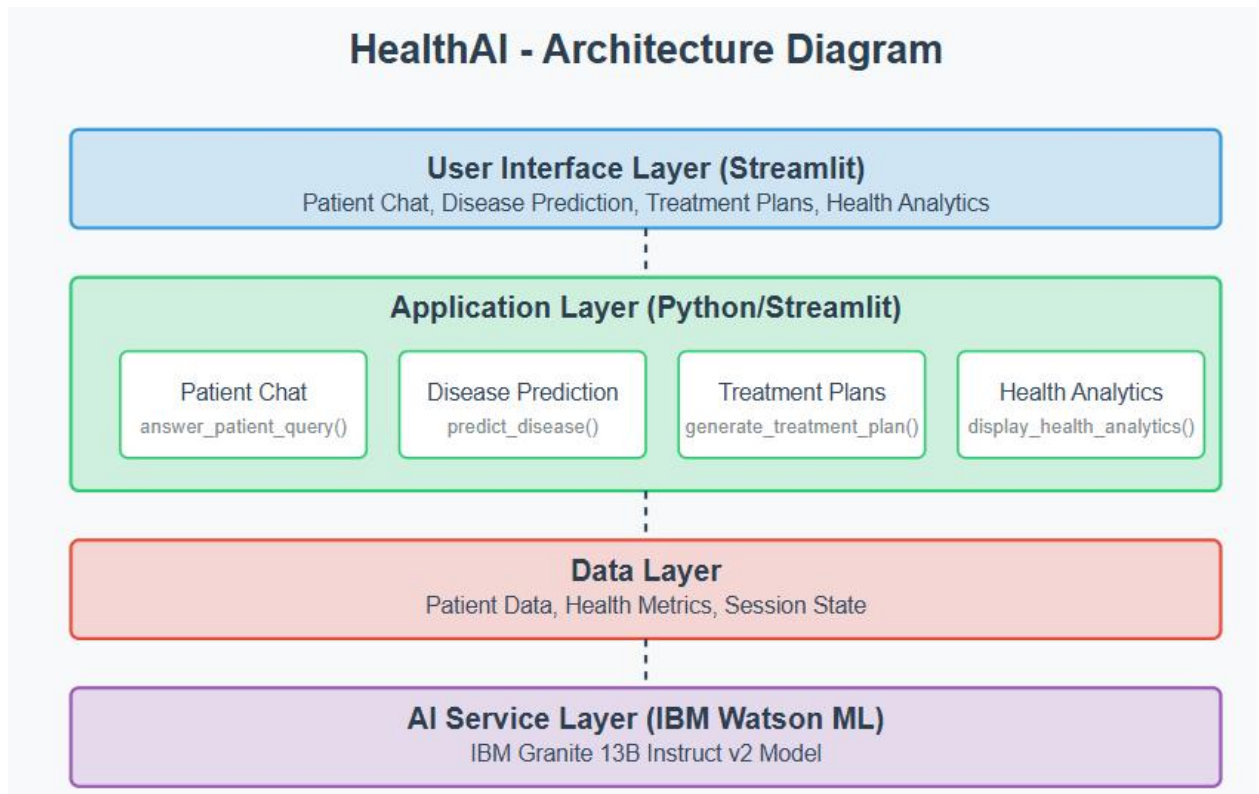 HealthAI - Architecture Diagram
User Interface Layer (Streamlit)
Patient Chat, Disease Prediction, Treatment Plans, Health Analytics
Application Layer (Python/Streamlit)
Patient Chat
answer_patient_query()
Disease Prediction
predict_disease()
Treatment Plans
generate_treatment_plan()
Health Analytics
display_health_analytics()
Data Layer
Patient Data, Health Metrics, Session State
AI Service Layer (IBM Watson ML)
IBM Granite 13B Instruct v2 Model